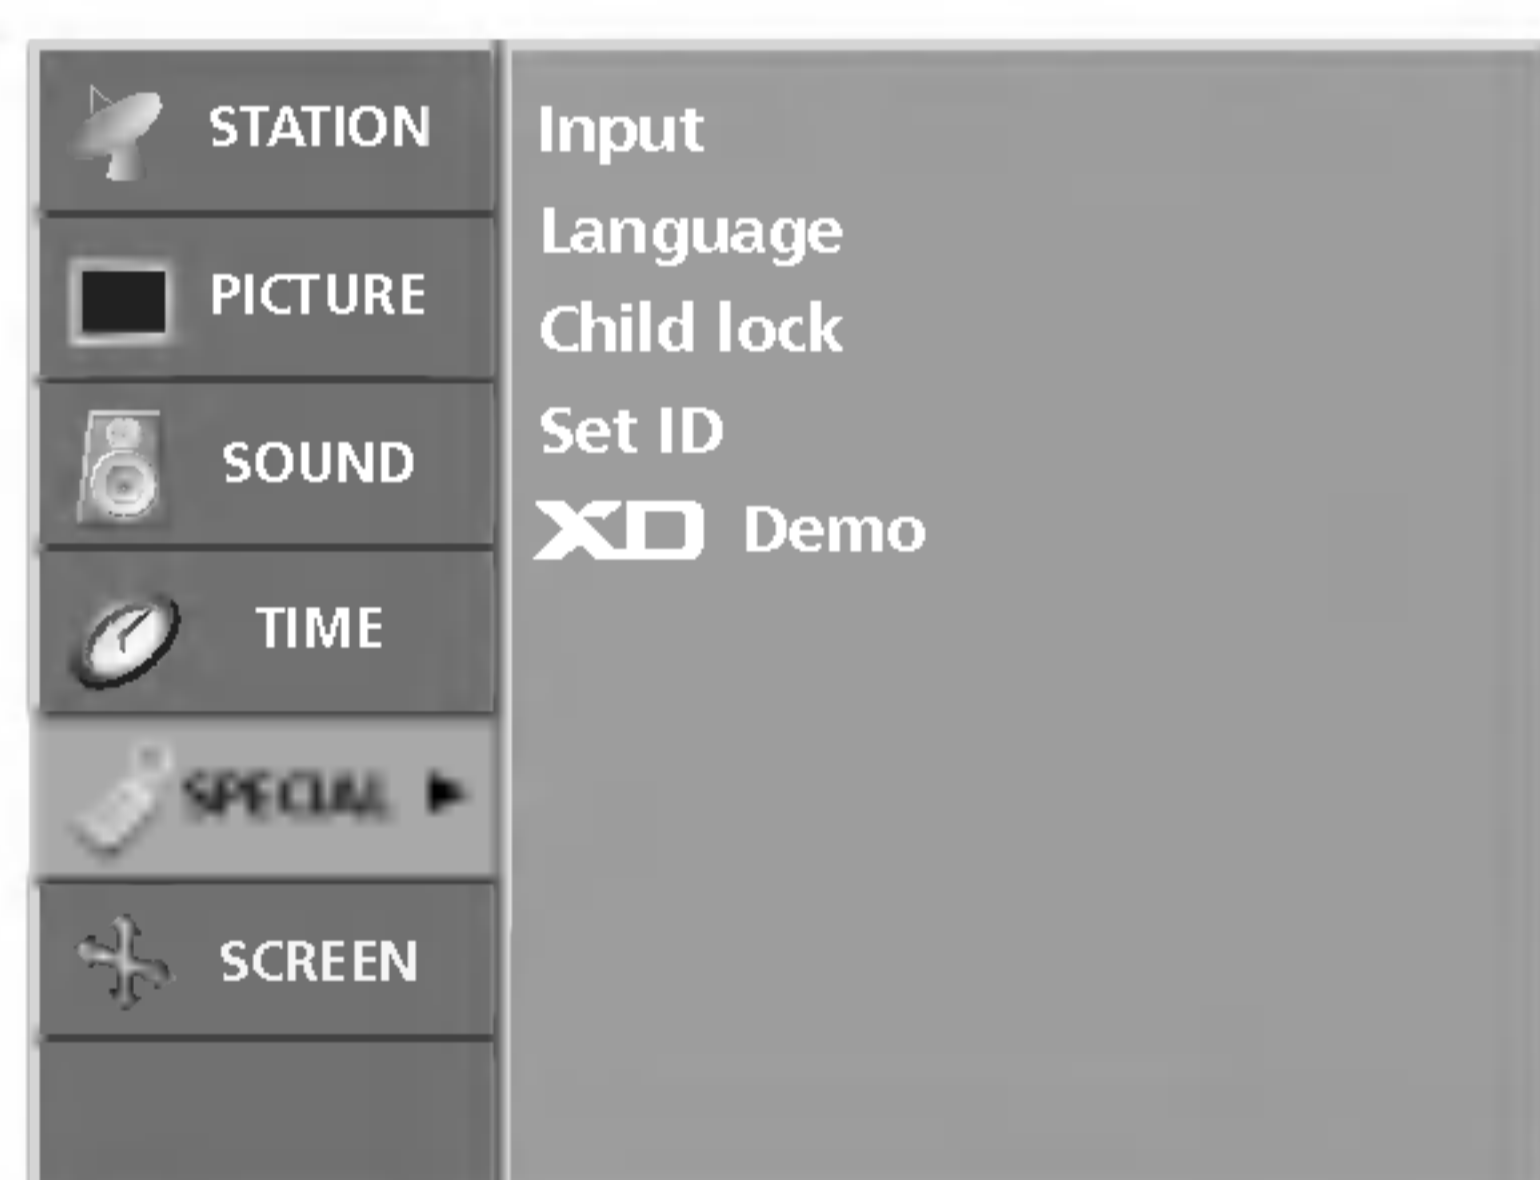 STATION
PICTURE
SOUND
TIME
SPECIAL
SCREEN
Input
Language
Child lock
Set ID
XD Demo